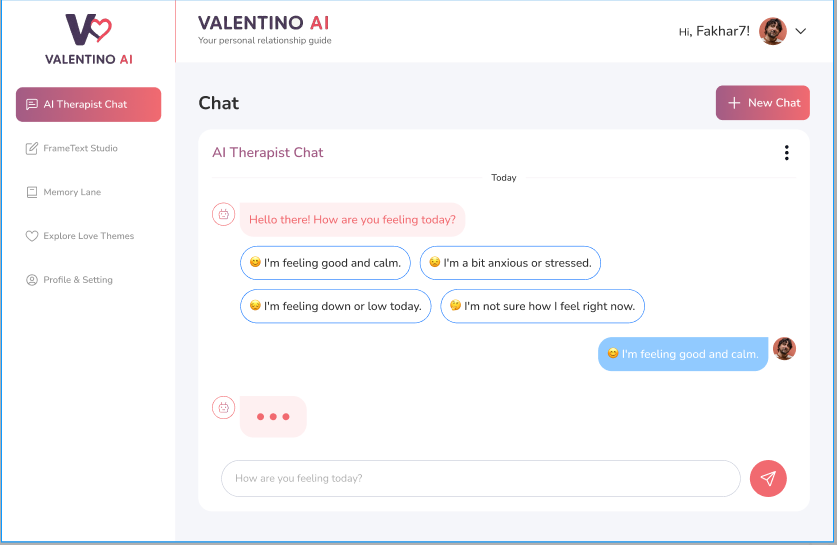 VALENTINO AI
AI Therapist Chat
FrameText Studio
Memory Lane
Explore Love Themes
Profile & Setting
VALENTINO AI
Your personal relationship guide
Hi, Fakhar7!
Chat
New Chat
AI Therapist Chat
Today
Hello there! How are you feeling today?
😊 I'm feeling good and calm.
😟 I'm a bit anxious or stressed.
😔 I'm feeling down or low today.
🤔 I'm not sure how I feel right now.
😊 I'm feeling good and calm.
How are you feeling today?